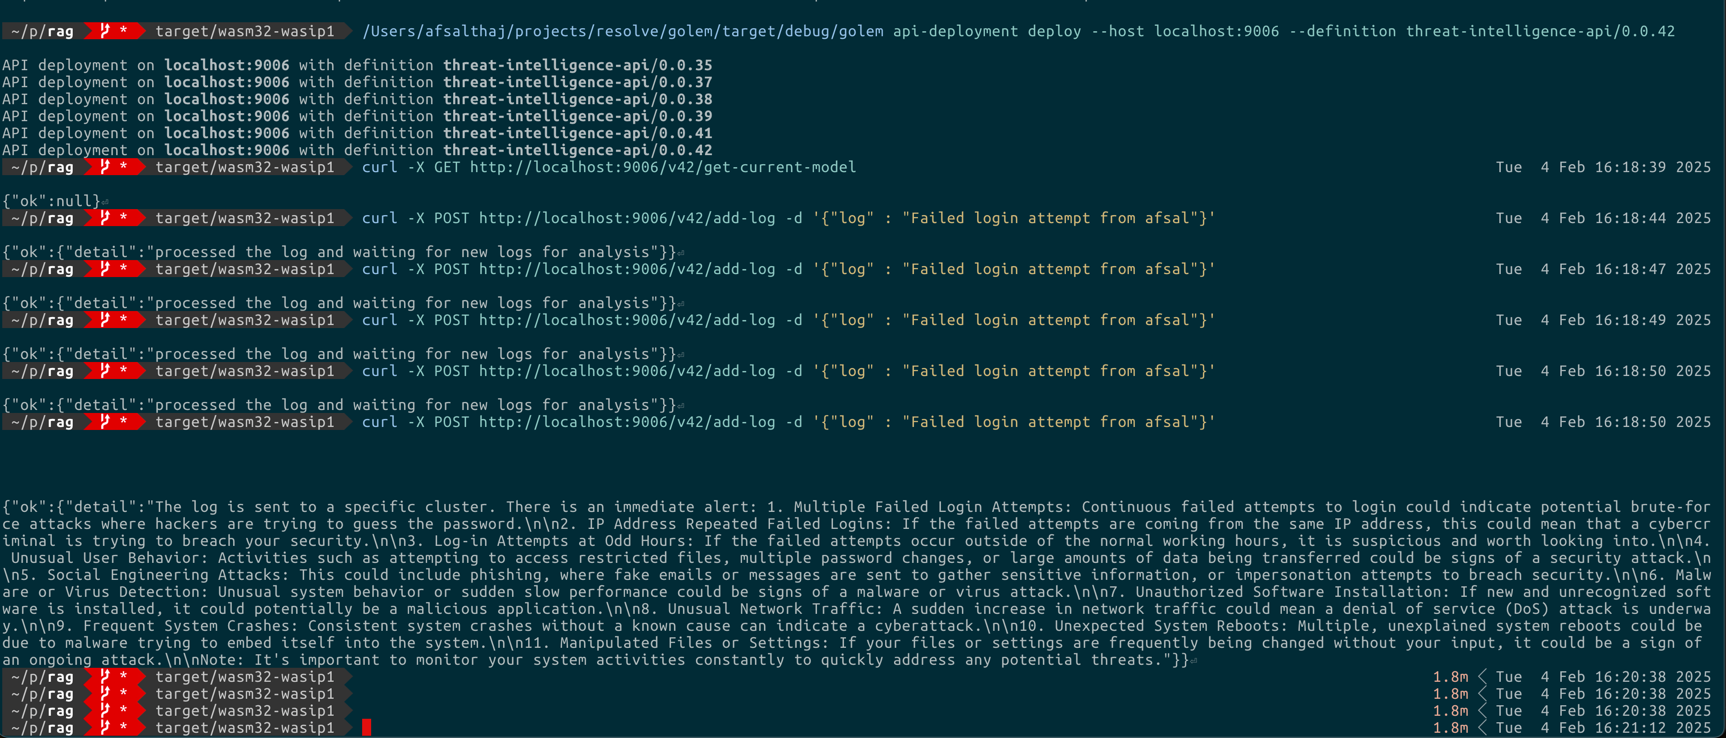 ~/p/rag * target/wasm32-wasip1 /Users/afsalthaj/projects/resolve/golem/target/debug/golem api-deployment deploy --host localhost:9006 --definition threat-intelligence-api/0.0.42
API deployment on localhost:9006 with definition threat-intelligence-api/0.0.35
API deployment on localhost:9006 with definition threat-intelligence-api/0.0.37
API deployment on localhost:9006 with definition threat-intelligence-api/0.0.38
API deployment on localhost:9006 with definition threat-intelligence-api/0.0.39
API deployment on localhost:9006 with definition threat-intelligence-api/0.0.41
API deployment on localhost:9006 with definition threat-intelligence-api/0.0.42
~/p/rag * target/wasm32-wasip1 curl -X GET http://localhost:9006/v42/get-current-model Tue 4 Feb 16:18:39 2025
{"ok":null}⏎
~/p/rag * target/wasm32-wasip1 curl -X POST http://localhost:9006/v42/add-log -d '{"log" : "Failed login attempt from afsal"}' Tue 4 Feb 16:18:44 2025
{"ok":{"detail":"processed the log and waiting for new logs for analysis"}}⏎
~/p/rag * target/wasm32-wasip1 curl -X POST http://localhost:9006/v42/add-log -d '{"log" : "Failed login attempt from afsal"}' Tue 4 Feb 16:18:47 2025
{"ok":{"detail":"processed the log and waiting for new logs for analysis"}}⏎
~/p/rag * target/wasm32-wasip1 curl -X POST http://localhost:9006/v42/add-log -d '{"log" : "Failed login attempt from afsal"}' Tue 4 Feb 16:18:49 2025
{"ok":{"detail":"processed the log and waiting for new logs for analysis"}}⏎
~/p/rag * target/wasm32-wasip1 curl -X POST http://localhost:9006/v42/add-log -d '{"log" : "Failed login attempt from afsal"}' Tue 4 Feb 16:18:50 2025
{"ok":{"detail":"processed the log and waiting for new logs for analysis"}}⏎
~/p/rag * target/wasm32-wasip1 curl -X POST http://localhost:9006/v42/add-log -d '{"log" : "Failed login attempt from afsal"}' Tue 4 Feb 16:18:50 2025
{"ok":{"detail":"The log is sent to a specific cluster. There is an immediate alert: 1. Multiple Failed Login Attempts: Continuous failed attempts to login could indicate potential brute-for
ce attacks where hackers are trying to guess the password.\n\n2. IP Address Repeated Failed Logins: If the failed attempts are coming from the same IP address, this could mean that a cybercr
iminal is trying to breach your security.\n\n3. Log-in Attempts at Odd Hours: If the failed attempts occur outside of the normal working hours, it is suspicious and worth looking into.\n\n4.
Unusual User Behavior: Activities such as attempting to access restricted files, multiple password changes, or large amounts of data being transferred could be signs of a security attack.\n
\n5. Social Engineering Attacks: This could include phishing, where fake emails or messages are sent to gather sensitive information, or impersonation attempts to breach security.\n\n6. Malw
are or Virus Detection: Unusual system behavior or sudden slow performance could be signs of a malware or virus attack.\n\n7. Unauthorized Software Installation: If new and unrecognized soft
ware is installed, it could potentially be a malicious application.\n\n8. Unusual Network Traffic: A sudden increase in network traffic could mean a denial of service (DoS) attack is underwa
y.\n\n9. Frequent System Crashes: Consistent system crashes without a known cause can indicate a cyberattack.\n\n10. Unexpected System Reboots: Multiple, unexplained system reboots could be
due to malware trying to embed itself into the system.\n\n11. Manipulated Files or Settings: If your files or settings are frequently being changed without your input, it could be a sign of
an ongoing attack.\n\nNote: It's important to monitor your system activities constantly to quickly address any potential threats."}}⏎
~/p/rag * target/wasm32-wasip1 1.8m Tue 4 Feb 16:20:38 2025
~/p/rag * target/wasm32-wasip1 1.8m Tue 4 Feb 16:20:38 2025
~/p/rag * target/wasm32-wasip1 1.8m Tue 4 Feb 16:20:38 2025
~/p/rag * target/wasm32-wasip1 1.8m Tue 4 Feb 16:21:12 2025